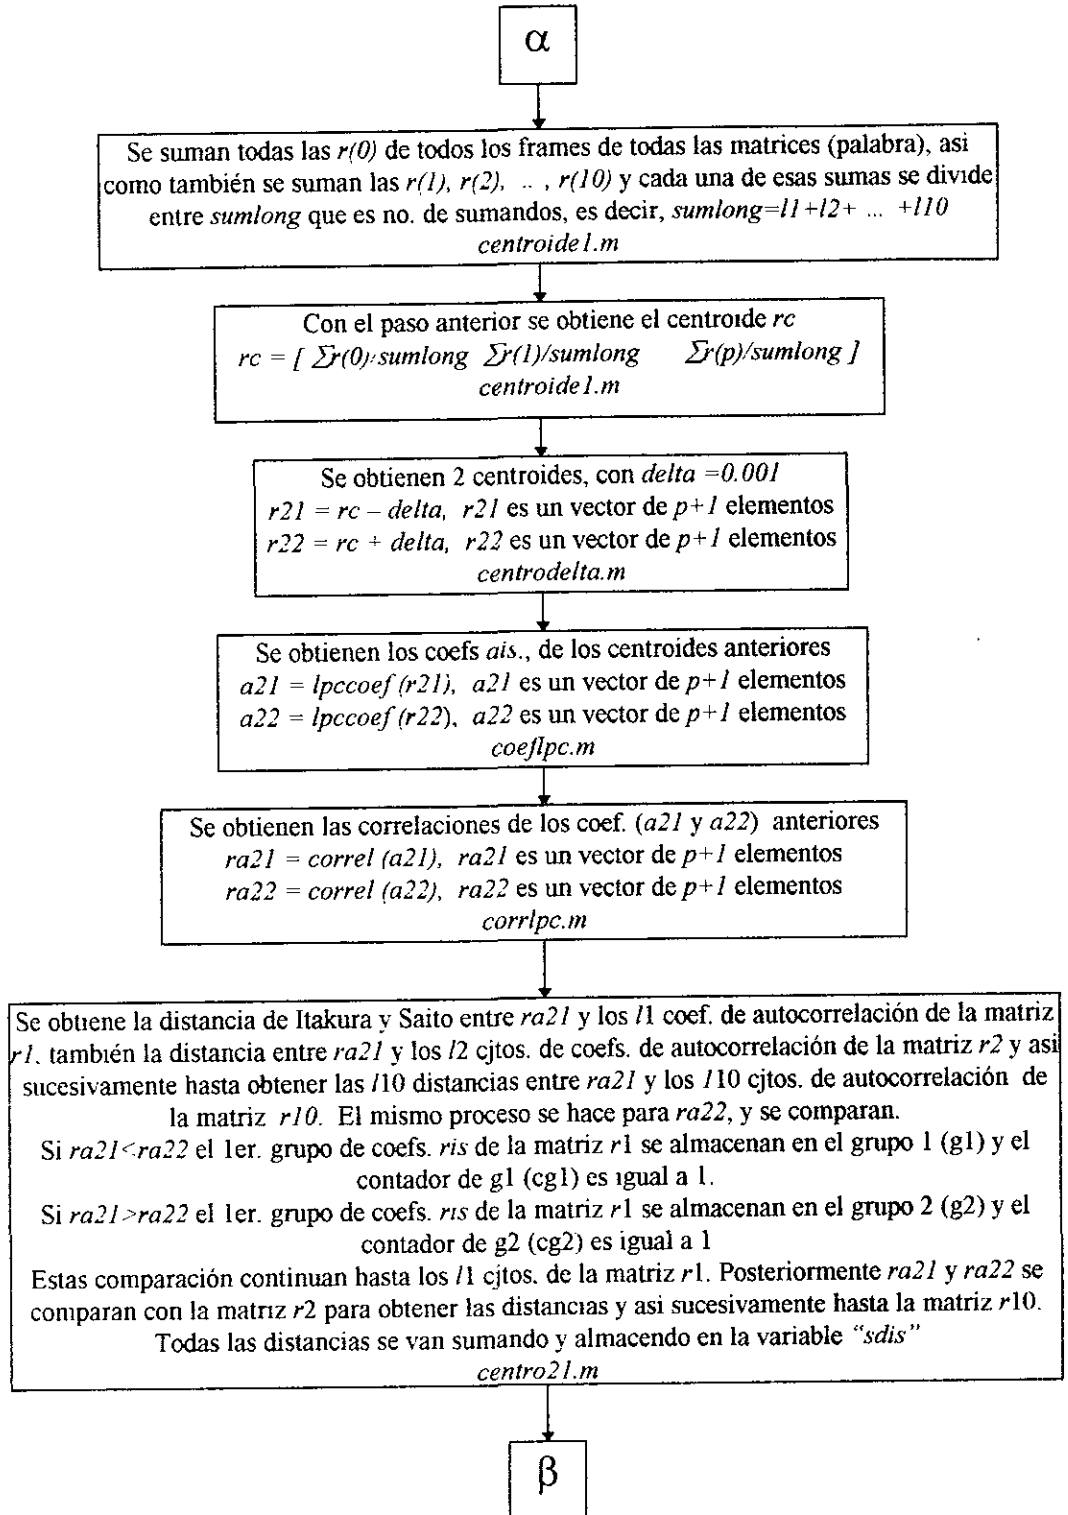 α
Se suman todas las r(0) de todos los frames de todas las matrices (palabra), asi
como también se suman las r(1), r(2), .. , r(10) y cada una de esas sumas se divide
entre sumlong que es no. de sumandos, es decir, sumlong=l1+l2+ ... +l10
centroide1.m
Con el paso anterior se obtiene el centroide rc
rc = [ Σr(0)/sumlong Σr(1)/sumlong Σr(p)/sumlong ]
centroide1.m
Se obtienen 2 centroides, con delta =0.001
r21 = rc – delta, r21 es un vector de p+1 elementos
r22 = rc + delta, r22 es un vector de p+1 elementos
centrodelta.m
Se obtienen los coefs ais., de los centroides anteriores
a21 = lpccoef (r21), a21 es un vector de p+1 elementos
a22 = lpccoef (r22), a22 es un vector de p+1 elementos
coeflpc.m
Se obtienen las correlaciones de los coef. (a21 y a22) anteriores
ra21 = correl (a21), ra21 es un vector de p+1 elementos
ra22 = correl (a22), ra22 es un vector de p+1 elementos
corrlpc.m
Se obtiene la distancia de Itakura y Saito entre ra21 y los l1 coef. de autocorrelación de la matriz
r1. también la distancia entre ra21 y los l2 cjtos. de coefs. de autocorrelación de la matriz r2 y asi
sucesivamente hasta obtener las l10 distancias entre ra21 y los l10 cjtos. de autocorrelación de
la matriz r10. El mismo proceso se hace para ra22, y se comparan.
Si ra21<ra22 el 1er. grupo de coefs. ris de la matriz r1 se almacenan en el grupo 1 (g1) y el
contador de g1 (cg1) es igual a 1.
Si ra21>ra22 el 1er. grupo de coefs. ris de la matriz r1 se almacenan en el grupo 2 (g2) y el
contador de g2 (cg2) es igual a 1
Estas comparación continuan hasta los l1 cjtos. de la matriz r1. Posteriormente ra21 y ra22 se
comparan con la matriz r2 para obtener las distancias y asi sucesivamente hasta la matriz r10.
Todas las distancias se van sumando y almacendo en la variable “sdis”
centro21.m
β